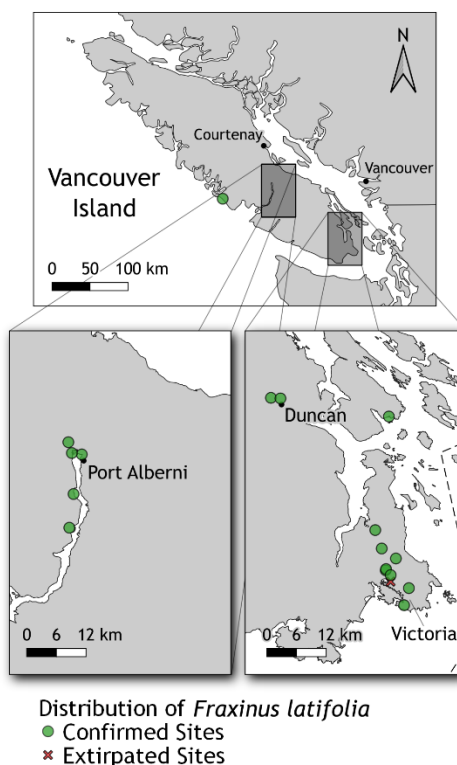 N
Courtenay
Vancouver
Vancouver
Island
0 50 100 km
Port Alberni
0 6 12 km
Duncan
Victoria
0 6 12 km
Distribution of Fraxinus latifolia
Confirmed Sites
Extirpated Sites